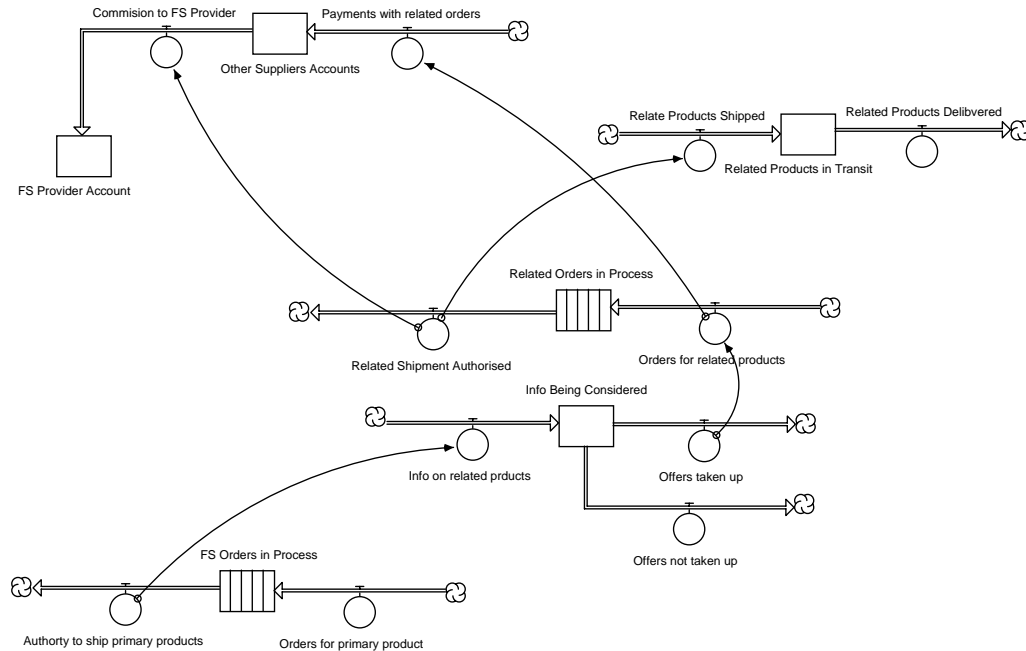 Commision to FS Provider
Payments with related orders
Other Suppliers Accounts
Relate Products Shipped
Related Products Delibvered
Related Products in Transit
FS Provider Account
Related Orders in Process
Related Shipment Authorised
Orders for related products
Info Being Considered
Info on related prducts
Offers taken up
FS Orders in Process
Offers not taken up
Authorty to ship primary products
Orders for primary product